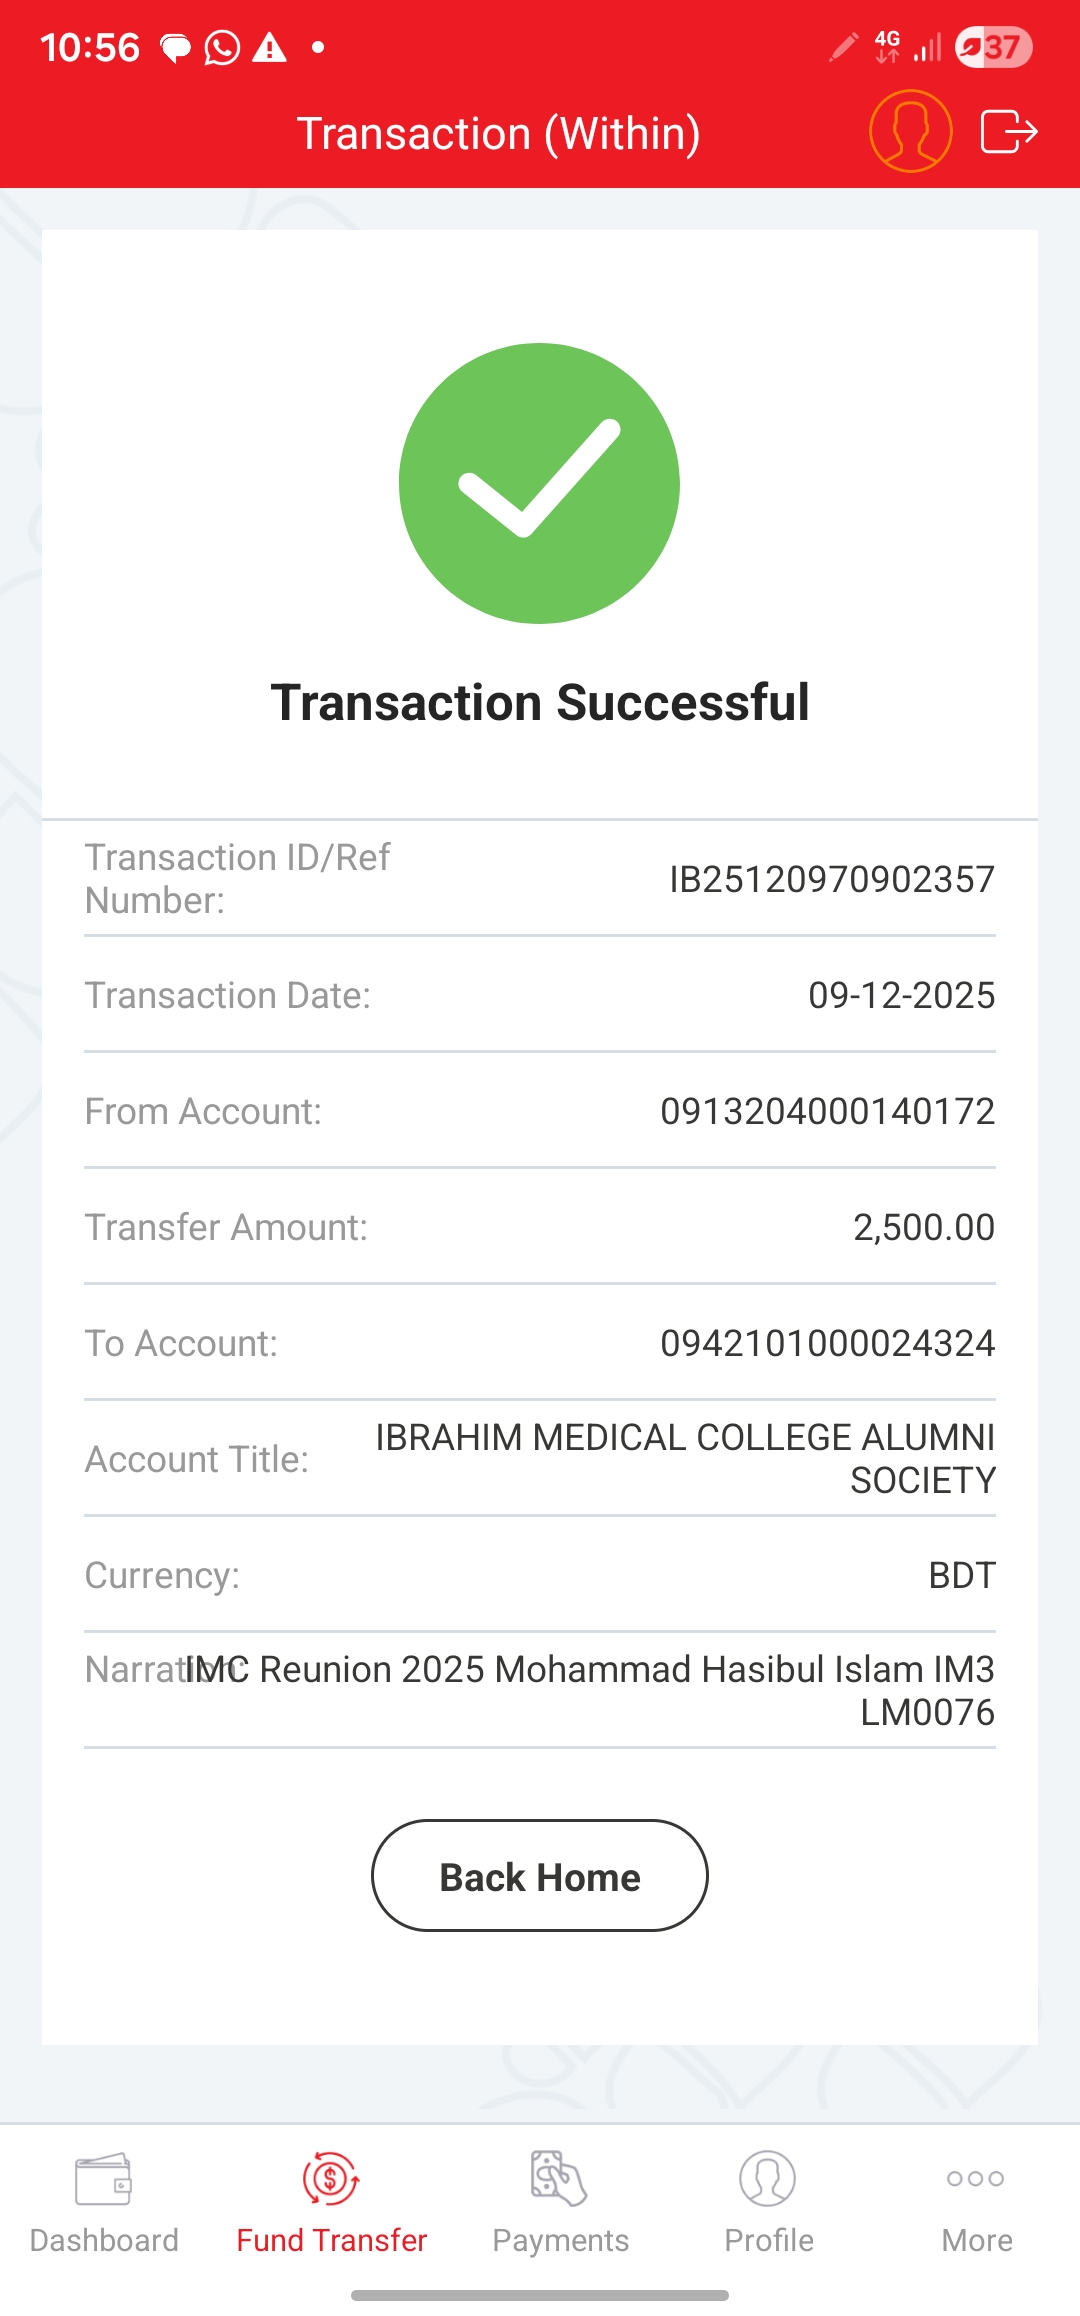 10:56
4G
37
Transaction (Within)
Transaction Successful
Transaction ID/Ref
Number:
IB25120970902357
Transaction Date:
09-12-2025
From Account:
0913204000140172
Transfer Amount:
2,500.00
To Account:
0942101000024324
Account Title:
IBRAHIM MEDICAL COLLEGE ALUMNI
SOCIETY
Currency:
BDT
Narration:
IMC Reunion 2025 Mohammad Hasibul Islam IM3
LM0076
Back Home
Dashboard
Fund Transfer
Payments
Profile
More